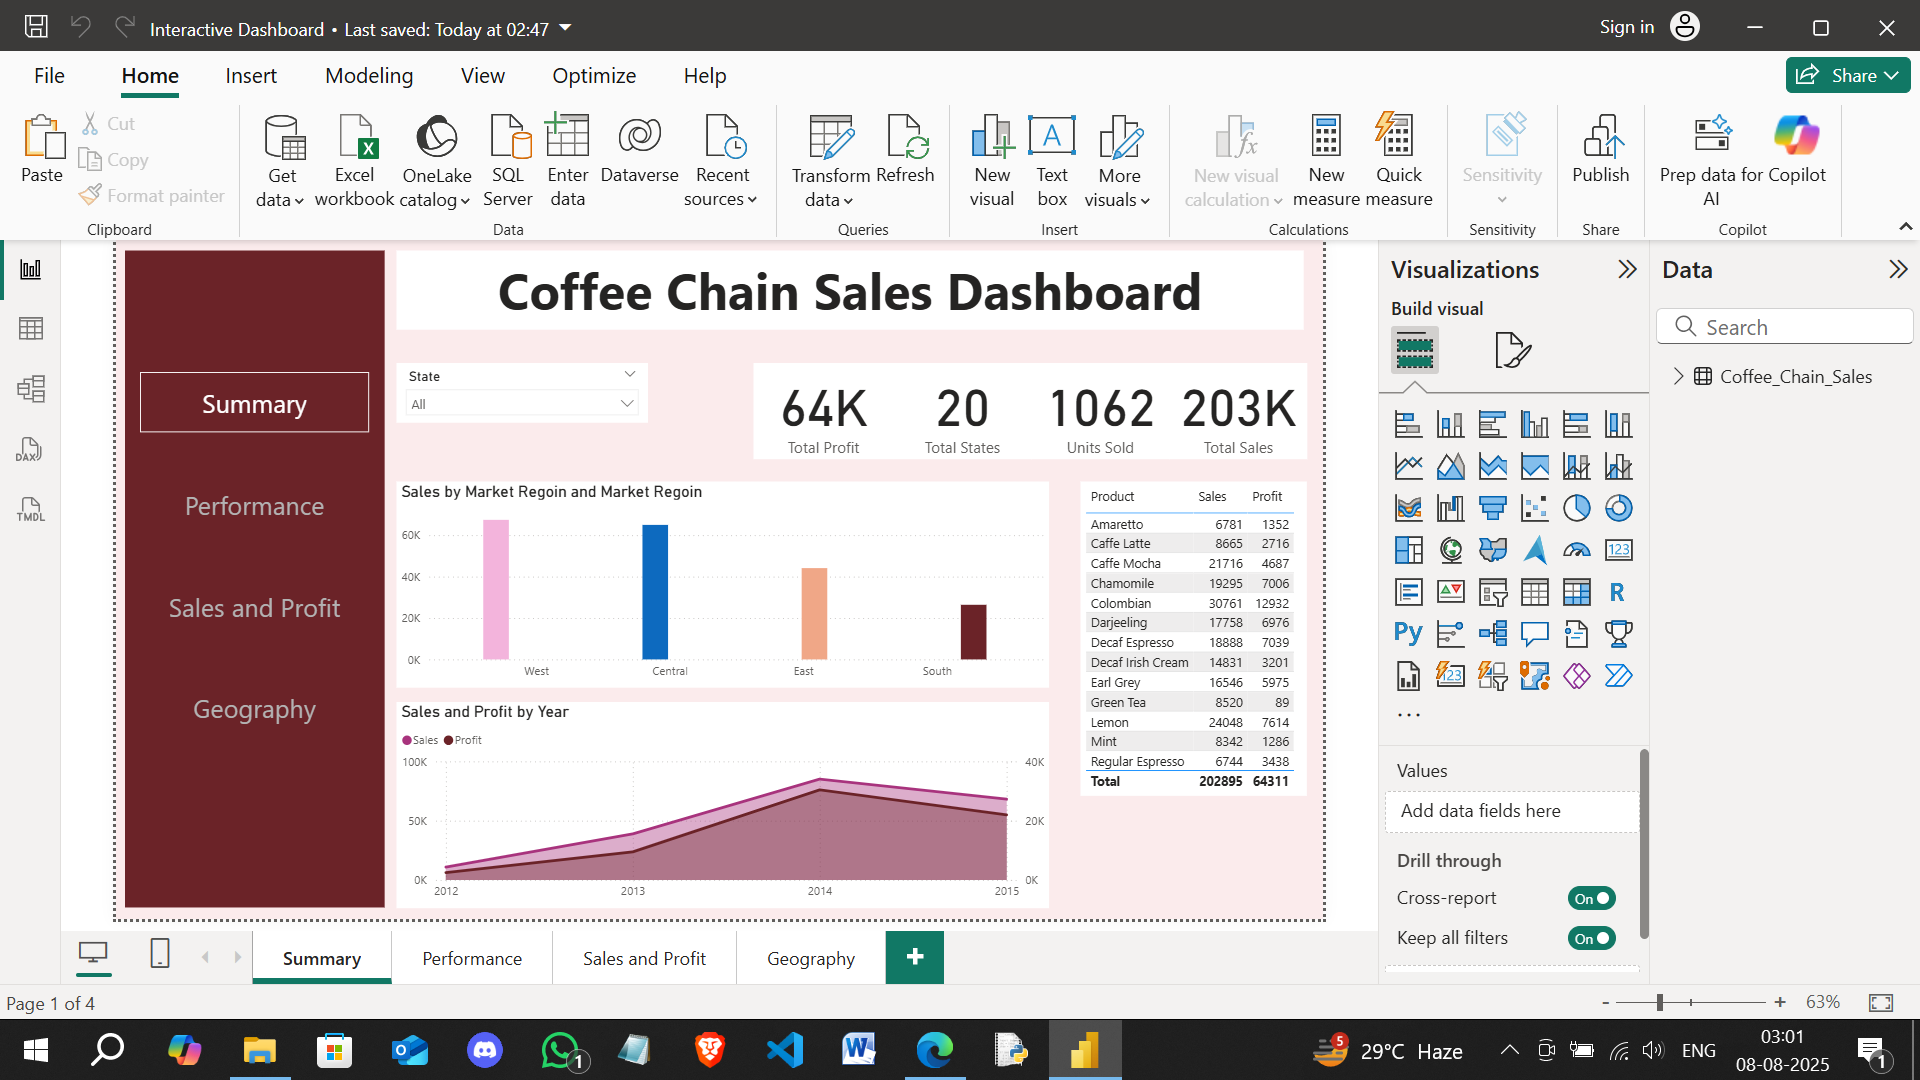 Interactive Dashboard • Last saved: Today at 02:47
Sign in
File Home Insert Modeling View Optimize Help
Share
Paste
Cut
Copy
Format painter
Clipboard
Get data
Excel workbook
OneLake catalog
SQL Server
Enter data
Dataverse
Recent sources
Data
Transform data
Refresh
Queries
New visual
Text box
More visuals
Insert
New visual calculation
New measure
Quick measure
Calculations
Sensitivity
Sensitivity
Publish
Share
Prep data for AI
Copilot
Copilot
DAX
TMDL
Summary
Performance
Sales and Profit
Geography
Coffee Chain Sales Dashboard
State
All
64K
Total Profit
20
Total States
1062
Units Sold
203K
Total Sales
Sales by Market Regoin and Market Regoin
60K
40K
20K
0K
West Central East South
Sales and Profit by Year
Sales Profit
100K 40K
50K 20K
0K 0K
2012 2013 2014 2015
Product Sales Profit
Amaretto 6781 1352
Caffe Latte 8665 2716
Caffe Mocha 21716 4687
Chamomile 19295 7006
Colombian 30761 12932
Darjeeling 17758 6976
Decaf Espresso 18888 7039
Decaf Irish Cream 14831 3201
Earl Grey 16546 5975
Green Tea 8520 89
Lemon 24048 7614
Mint 8342 1286
Regular Espresso 6744 3438
Total 202895 64311
Visualizations
Build visual
123
R
Py
123
...
Values
Add data fields here
Drill through
Cross-report On
Keep all filters On
Data
Search
Coffee_Chain_Sales
Summary Performance Sales and Profit Geography +
Page 1 of 4
- + 63%
1
5
29°C Haze
ENG
03:01
08-08-2025
1